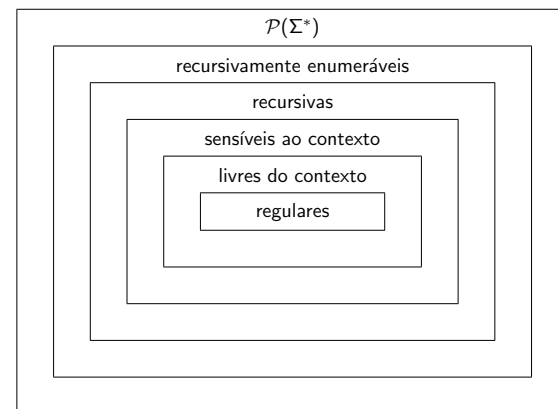 𝒫(Σ*)
recursivamente enumeráveis
recursivas
sensíveis ao contexto
livres do contexto
regulares